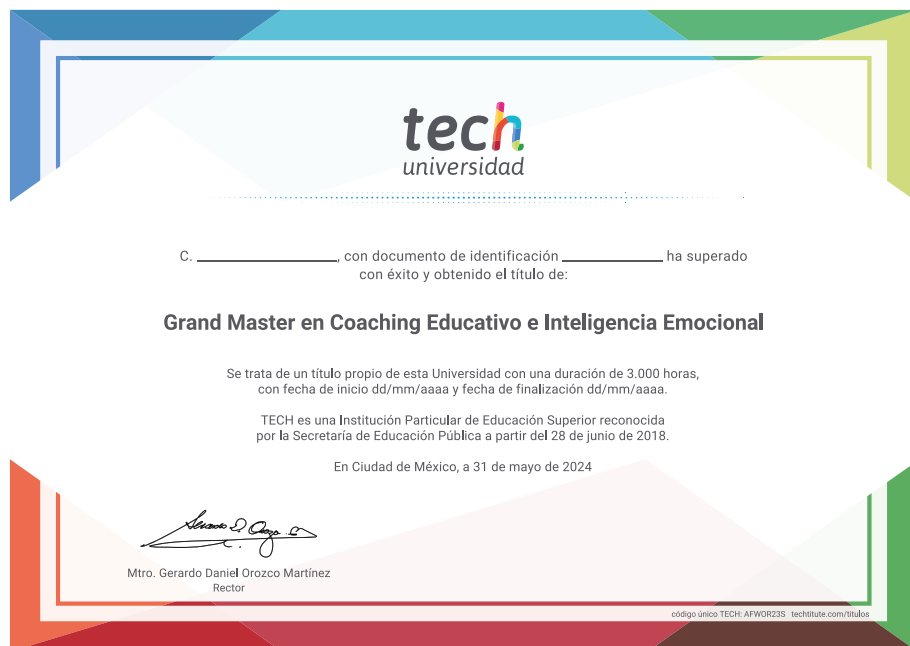 tech
universidad
C. ____________________, con documento de identificación ______________ ha superado
con éxito y obtenido el título de:
Grand Master en Coaching Educativo e Inteligencia Emocional
Se trata de un título propio de esta Universidad con una duración de 3.000 horas,
con fecha de inicio dd/mm/aaaa y fecha de finalización dd/mm/aaaa.
TECH es una Institución Particular de Educación Superior reconocida
por la Secretaría de Educación Pública a partir del 28 de junio de 2018.
En Ciudad de México, a 31 de mayo de 2024
Mtro. Gerardo Daniel Orozco Martínez
Rector
código único TECH: AFWOR23S techtitute.com/titulos